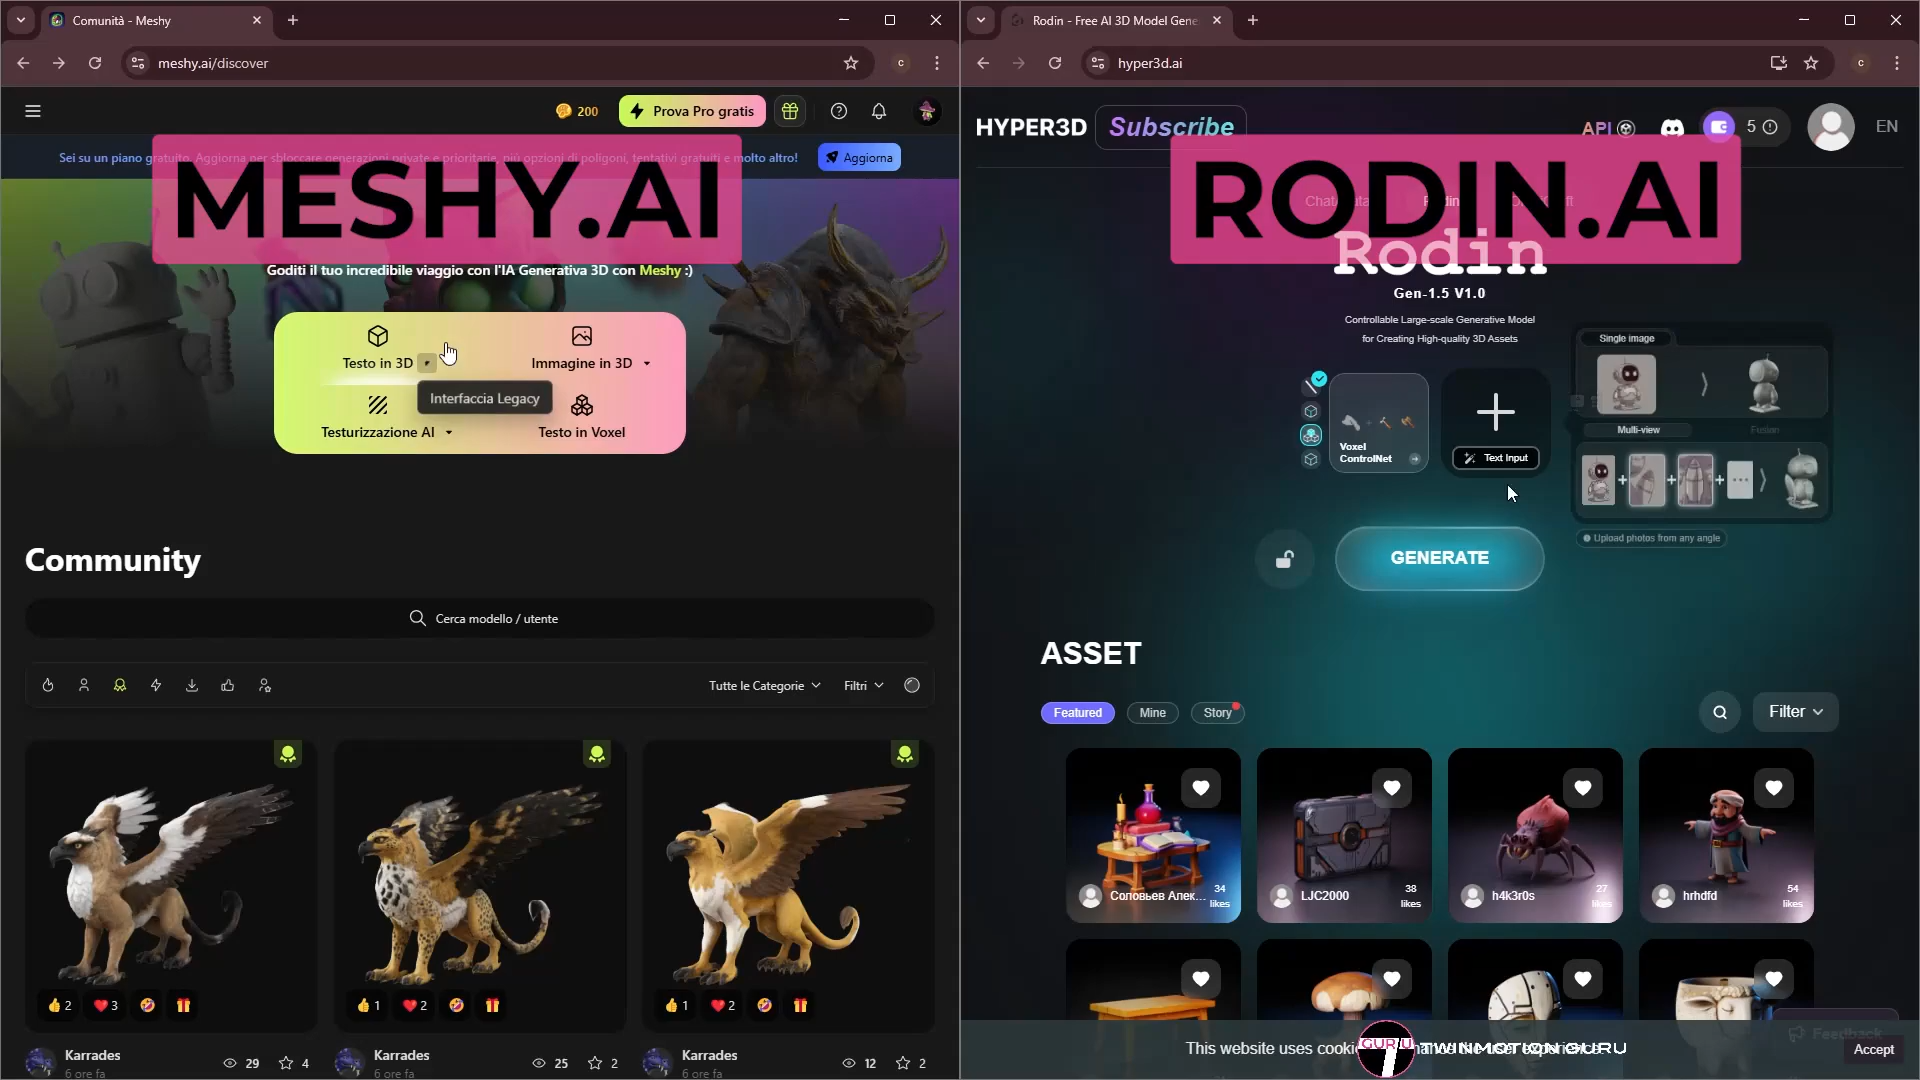 Comunità - Meshy
meshy.ai/discover
200
Prova Pro gratis
Sei su un piano gratuito. Aggiorna per sbloccare generazioni private e prioritarie, più opzioni di poligoni, tentativi gratuiti e molto altro!
Aggiorna
MESHY.AI
Goditi il tuo incredibile viaggio con l'IA Generativa 3D con Meshy :)
Testo in 3D
Immagine in 3D
Interfaccia Legacy
Testurizzazione AI
Testo in Voxel
Community
Cerca modello / utente
Tutte le Categorie
Filtri
2
3
1
2
1
2
Karrades
29
4
6 ore fa
Karrades
25
2
6 ore fa
Karrades
12
2
6 ore fa
Rodin - Free AI 3D Model Gene
hyper3d.ai
HYPER3D
Subscribe
API
5
EN
RODIN.AI
Rodin
Gen-1.5 V1.0
Controllable Large-scale Generative Model
for Creating High-quality 3D Assets
Single image
Voxel
ControlNet
Text Input
Multi-view
Fusion
Upload photos from any angle
GENERATE
ASSET
Featured
Mine
Story
Filter
Соловьев Алек...
34
likes
LJC2000
38
likes
h4k3r0s
27
likes
hrhdfd
54
likes
Feedback
This website uses cookie
GURU
TWINMOTION GURU
Accept